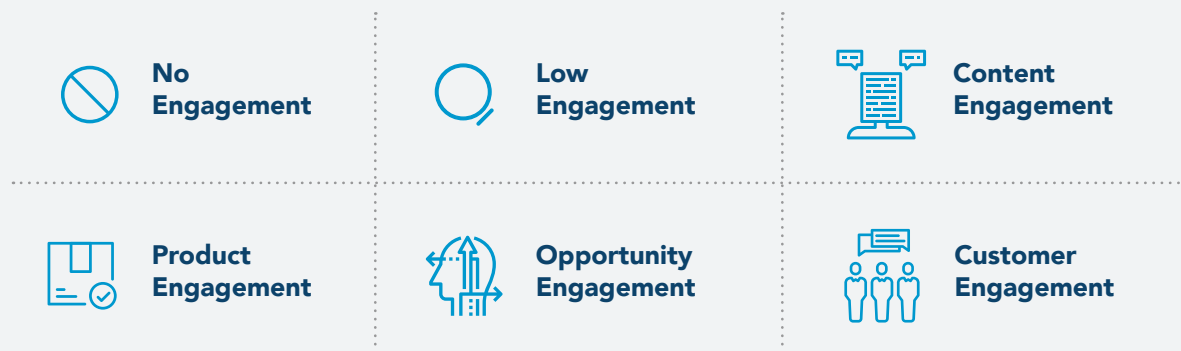 No
Engagement
Low
Engagement
Content
Engagement
Product
Engagement
Opportunity
Engagement
Customer
Engagement